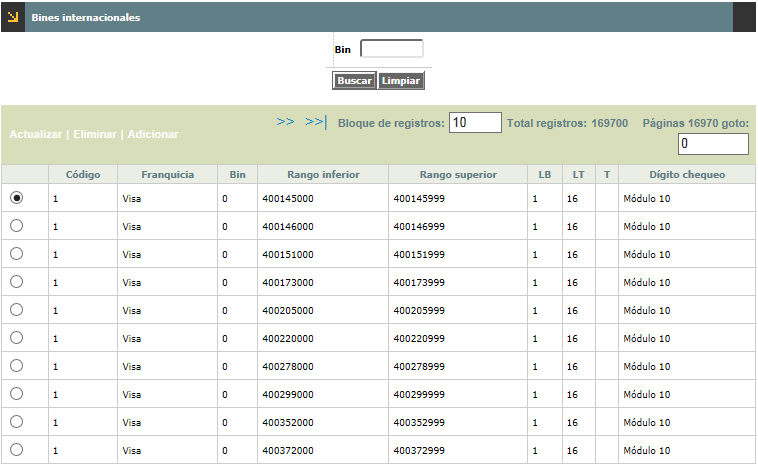 Bines internacionales
Bin
Buscar Limpiar
>> >>| Bloque de registros: 10 Total registros: 169700 Páginas 16970 goto:
Actualizar | Eliminar | Adicionar
0
Código Franquicia Bin Rango inferior Rango superior LB LT T Dígito chequeo
1 Visa 0 400145000 400145999 1 16 Módulo 10
1 Visa 0 400146000 400146999 1 16 Módulo 10
1 Visa 0 400151000 400151999 1 16 Módulo 10
1 Visa 0 400173000 400173999 1 16 Módulo 10
1 Visa 0 400205000 400205999 1 16 Módulo 10
1 Visa 0 400220000 400220999 1 16 Módulo 10
1 Visa 0 400278000 400278999 1 16 Módulo 10
1 Visa 0 400299000 400299999 1 16 Módulo 10
1 Visa 0 400352000 400352999 1 16 Módulo 10
1 Visa 0 400372000 400372999 1 16 Módulo 10